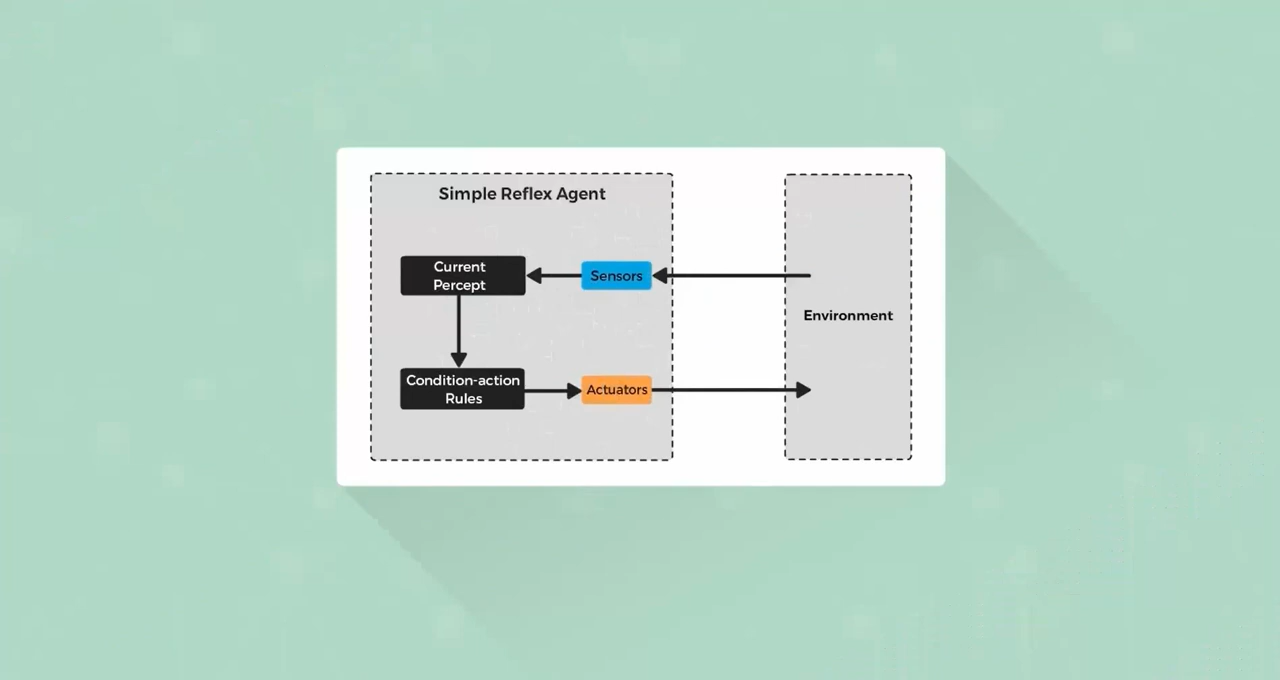 Simple Reflex Agent
Current
Percept
Sensors
Environment
Condition-action
Rules
Actuators